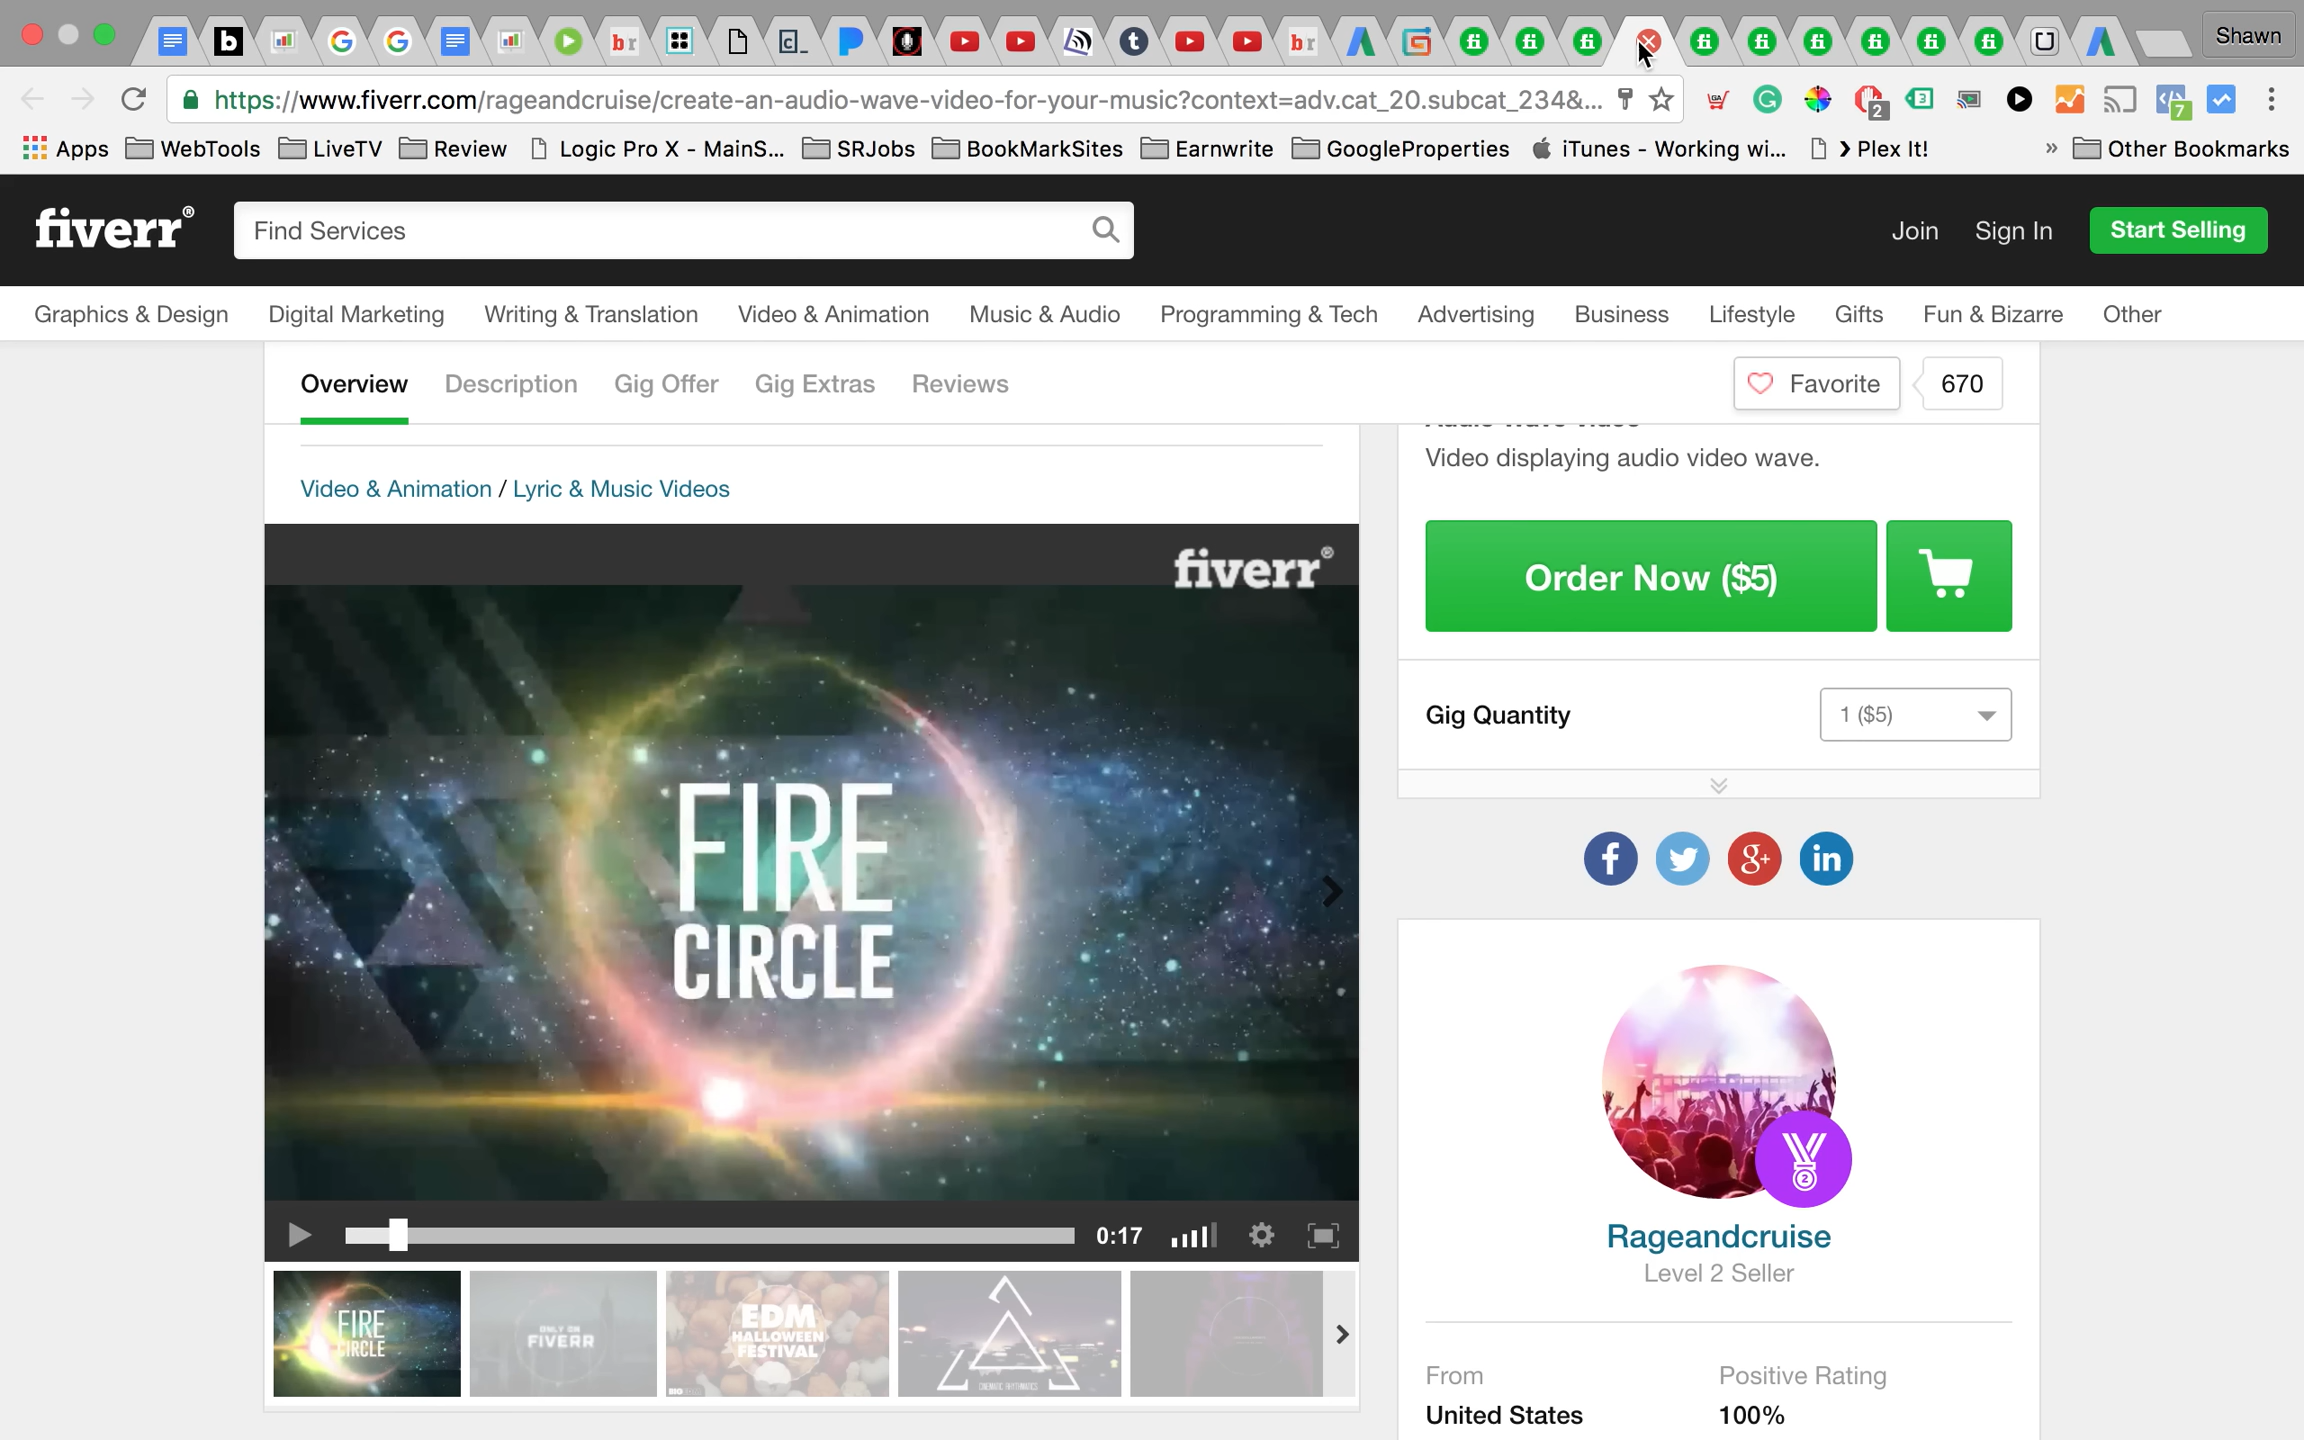 Shawn
https://www.fiverr.com/rageandcruise/create-an-audio-wave-video-for-your-music?context=adv.cat_20.subcat_234&...
2
3
7
Apps WebTools LiveTV Review Logic Pro X - MainS... SRJobs BookMarkSites Earnwrite GoogleProperties iTunes - Working wi... ❯ Plex It! » Other Bookmarks
fiverr® Find Services Join Sign In Start Selling
Graphics & Design Digital Marketing Writing & Translation Video & Animation Music & Audio Programming & Tech Advertising Business Lifestyle Gifts Fun & Bizarre Other
Overview Description Gig Offer Gig Extras Reviews Favorite 670
Video displaying audio video wave.
Video & Animation / Lyric & Music Videos
fiverr®
Order Now ($5)
Gig Quantity 1 ($5)
FIRE
CIRCLE
0:17
FIRE
CIRCLE
ONLY ON
FIVERR
EDM
HALLOWEEN
FESTIVAL
Rageandcruise
Level 2 Seller
From Positive Rating
United States 100%